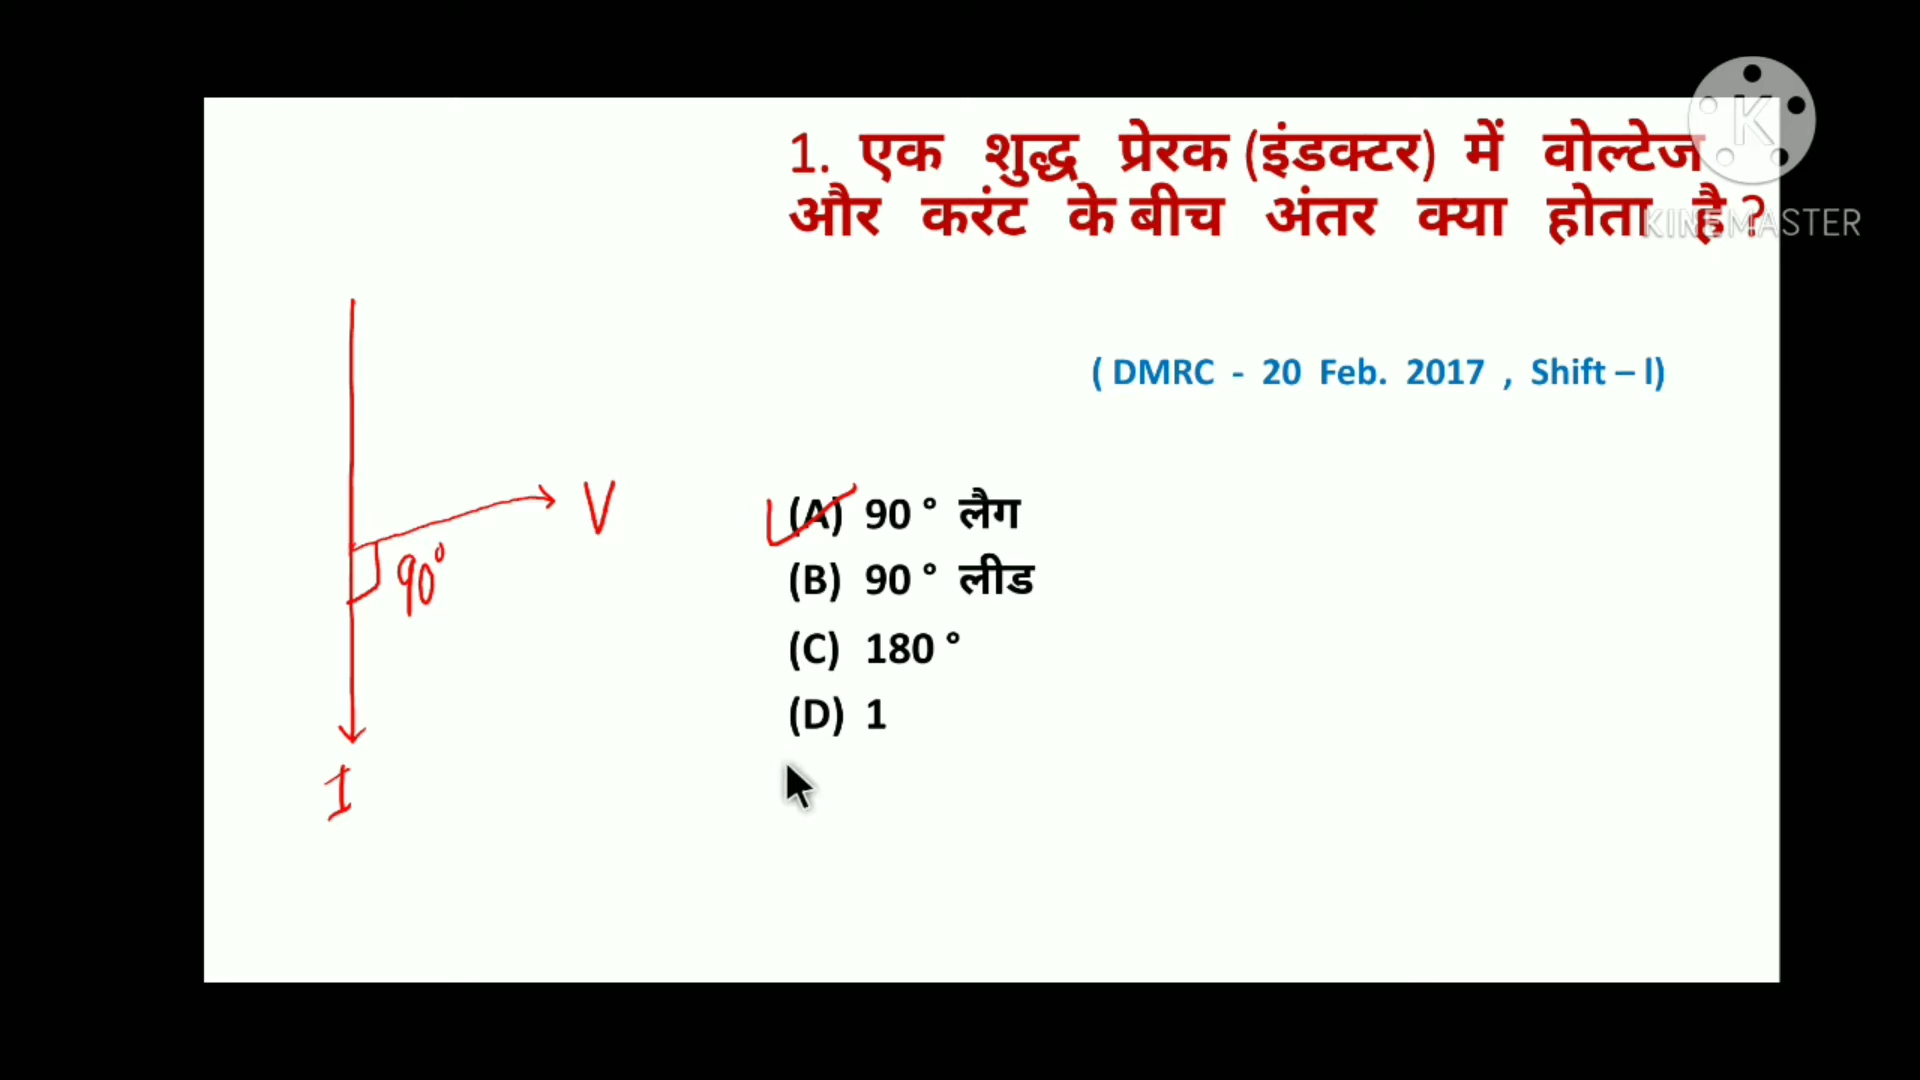 1. एक शुद्ध प्रेरक (इंडक्टर) में वोल्टेज
और करंट के बीच अंतर क्या होता है ?
K
KINEMASTER
( DMRC - 20 Feb. 2017 , Shift – I)
V
90°
I
(A) 90 ° लैग
(B) 90 ° लीड
(C) 180 °
(D) 1